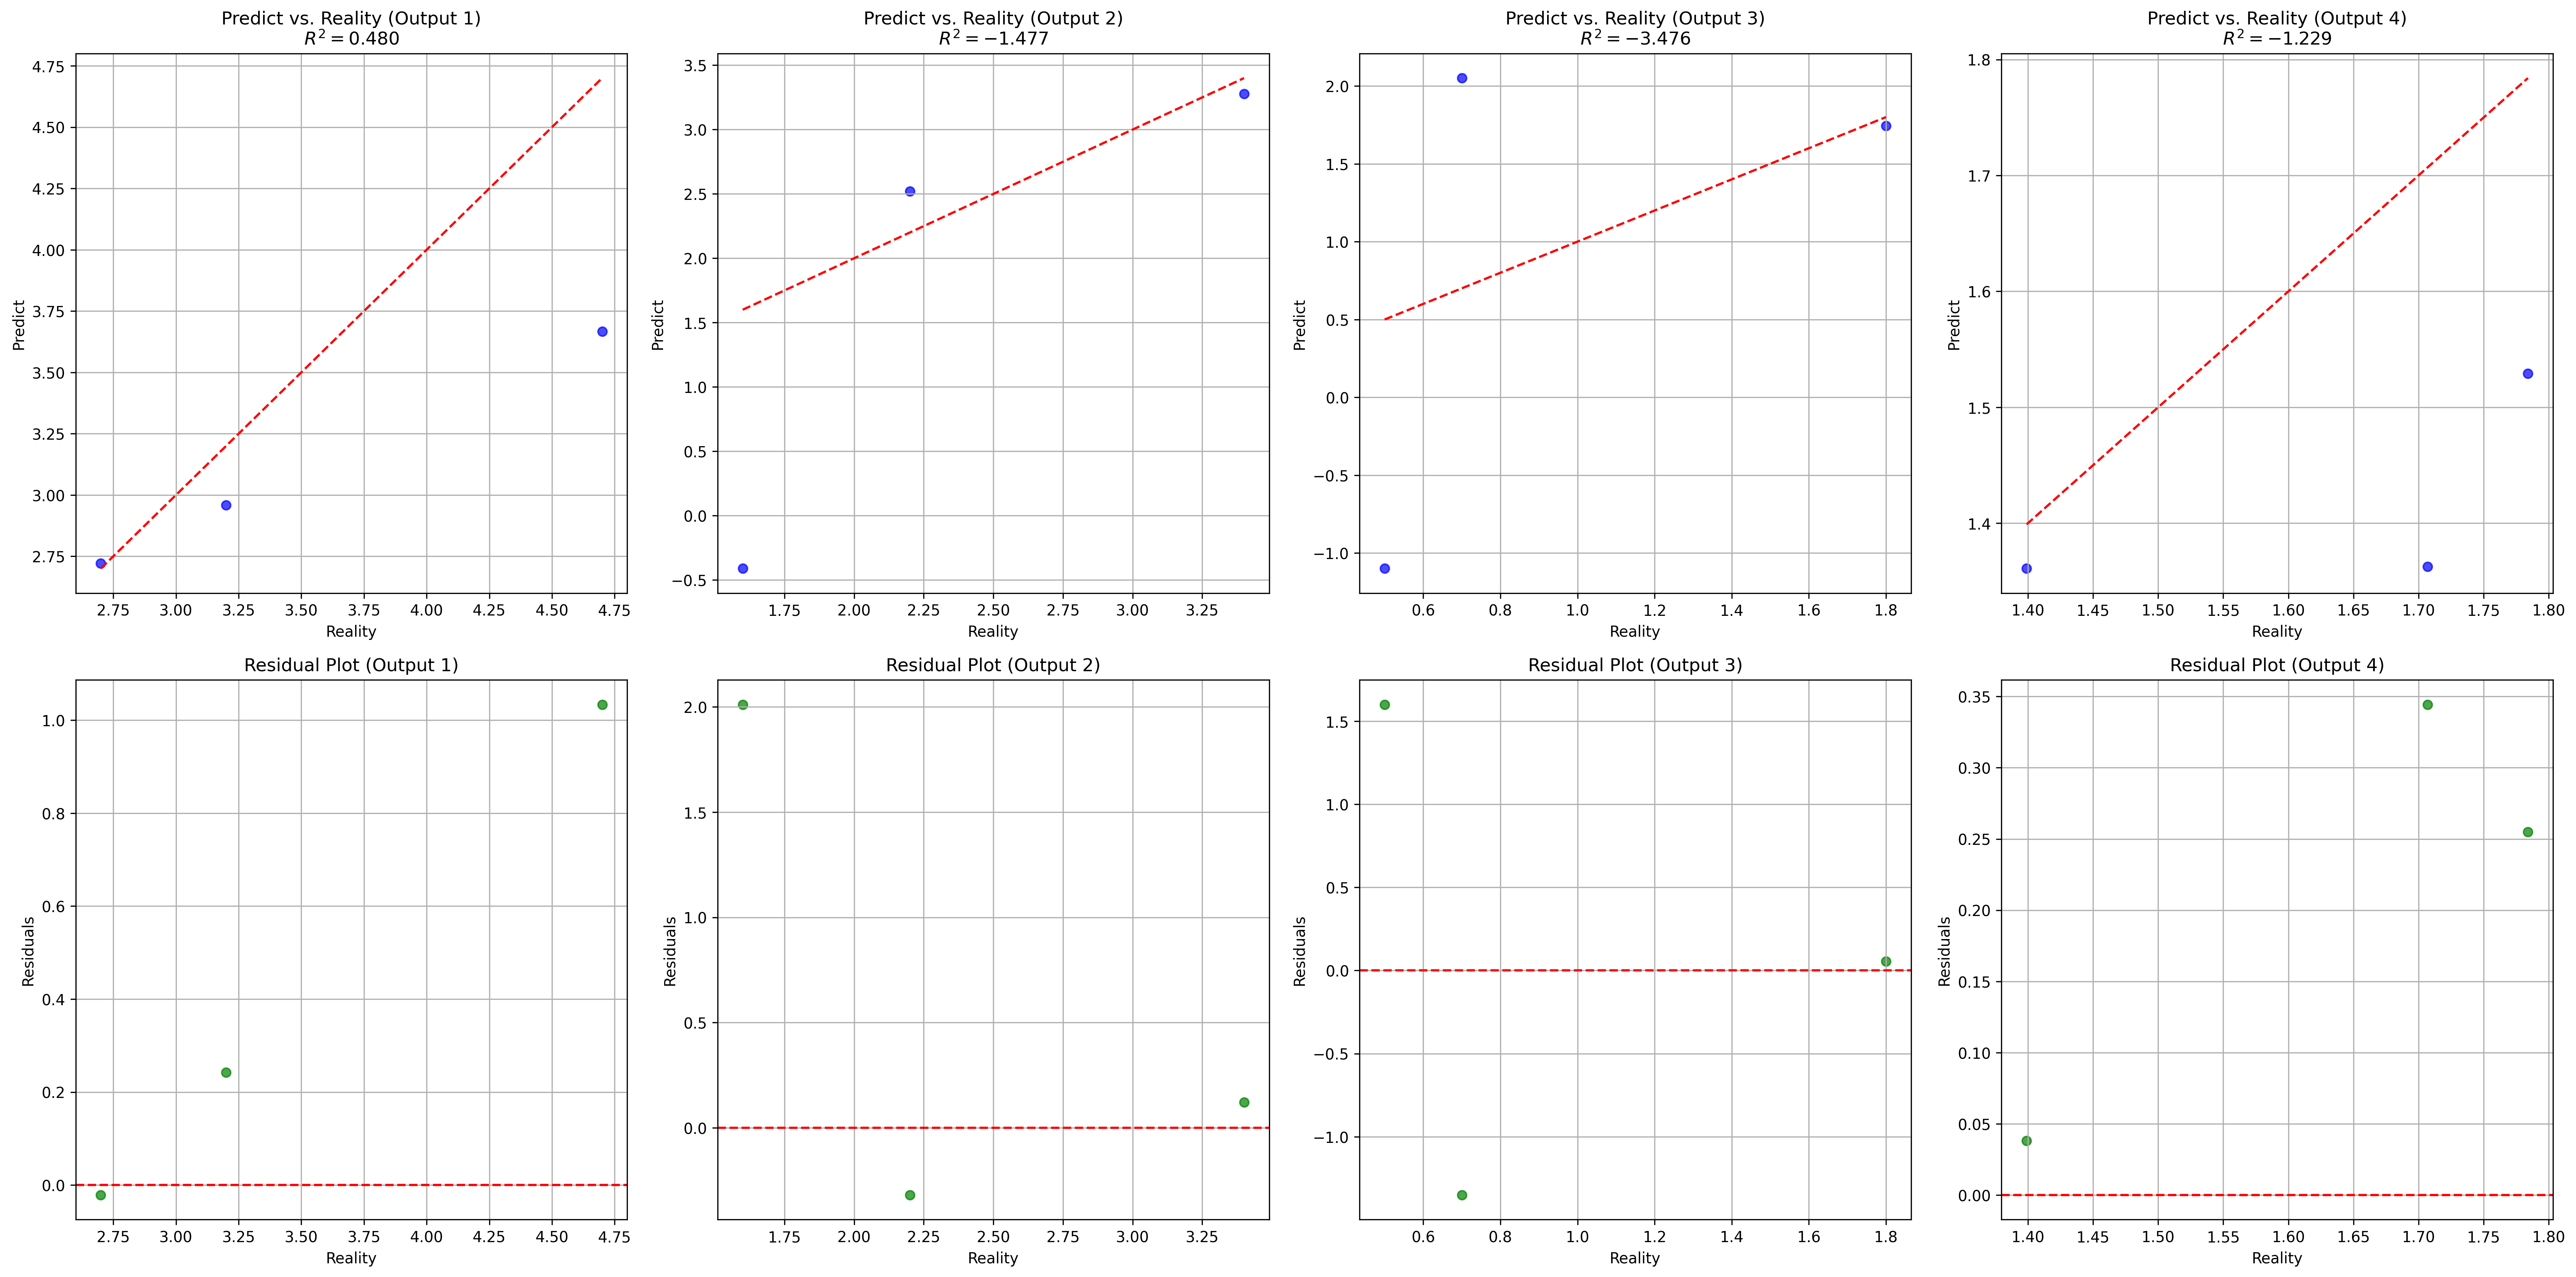 Predict vs. Reality (Output 1)
R² = 0.480
4.75
4.50
4.25
4.00
3.75
3.50
3.25
3.00
2.75
Predict
2.75 3.00 3.25 3.50 3.75 4.00 4.25 4.50 4.75
Reality
Predict vs. Reality (Output 2)
R² = −1.477
3.5
3.0
2.5
2.0
1.5
1.0
0.5
0.0
−0.5
Predict
1.75 2.00 2.25 2.50 2.75 3.00 3.25
Reality
Predict vs. Reality (Output 3)
R² = −3.476
2.0
1.5
1.0
0.5
0.0
−0.5
−1.0
Predict
0.6 0.8 1.0 1.2 1.4 1.6 1.8
Reality
Predict vs. Reality (Output 4)
R² = −1.229
1.8
1.7
1.6
1.5
1.4
Predict
1.40 1.45 1.50 1.55 1.60 1.65 1.70 1.75 1.80
Reality
Residual Plot (Output 1)
1.0
0.8
0.6
0.4
0.2
0.0
Residuals
2.75 3.00 3.25 3.50 3.75 4.00 4.25 4.50 4.75
Reality
Residual Plot (Output 2)
2.0
1.5
1.0
0.5
0.0
Residuals
1.75 2.00 2.25 2.50 2.75 3.00 3.25
Reality
Residual Plot (Output 3)
1.5
1.0
0.5
0.0
−0.5
−1.0
Residuals
0.6 0.8 1.0 1.2 1.4 1.6 1.8
Reality
Residual Plot (Output 4)
0.35
0.30
0.25
0.20
0.15
0.10
0.05
0.00
Residuals
1.40 1.45 1.50 1.55 1.60 1.65 1.70 1.75 1.80
Reality